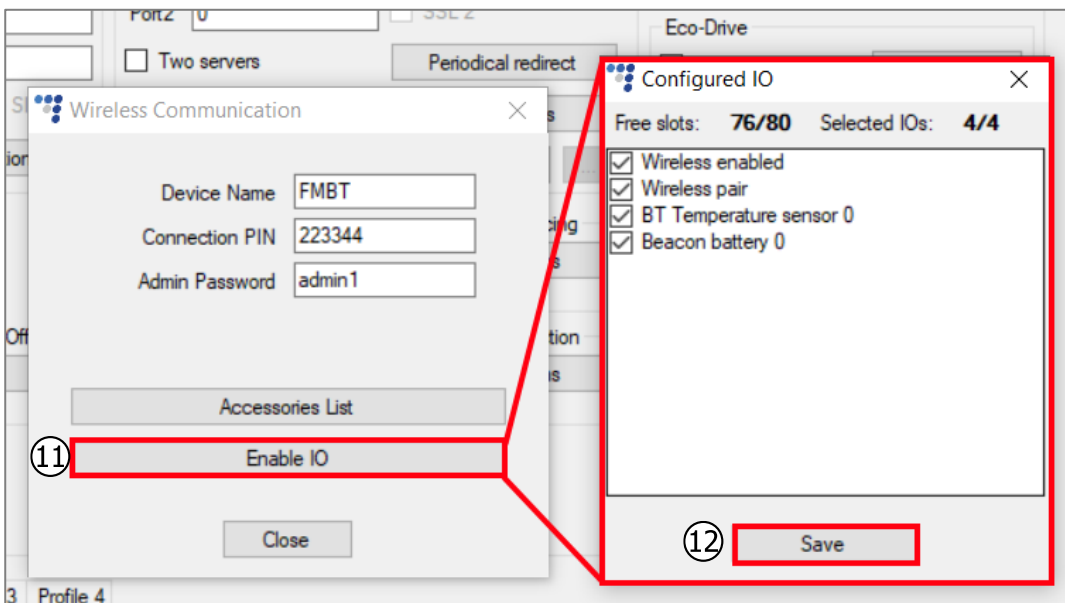 Port2 0 SSL 2
Eco-Drive
Two servers
Periodical redirect
Wireless Communication
Device Name FMBT
Connection PIN 223344
Admin Password admin1
Accessories List
⑪ Enable IO
Close
Configured IO
Free slots: 76/80 Selected IOs: 4/4
Wireless enabled
Wireless pair
BT Temperature sensor 0
Beacon battery 0
⑫ Save
3 Profile 4